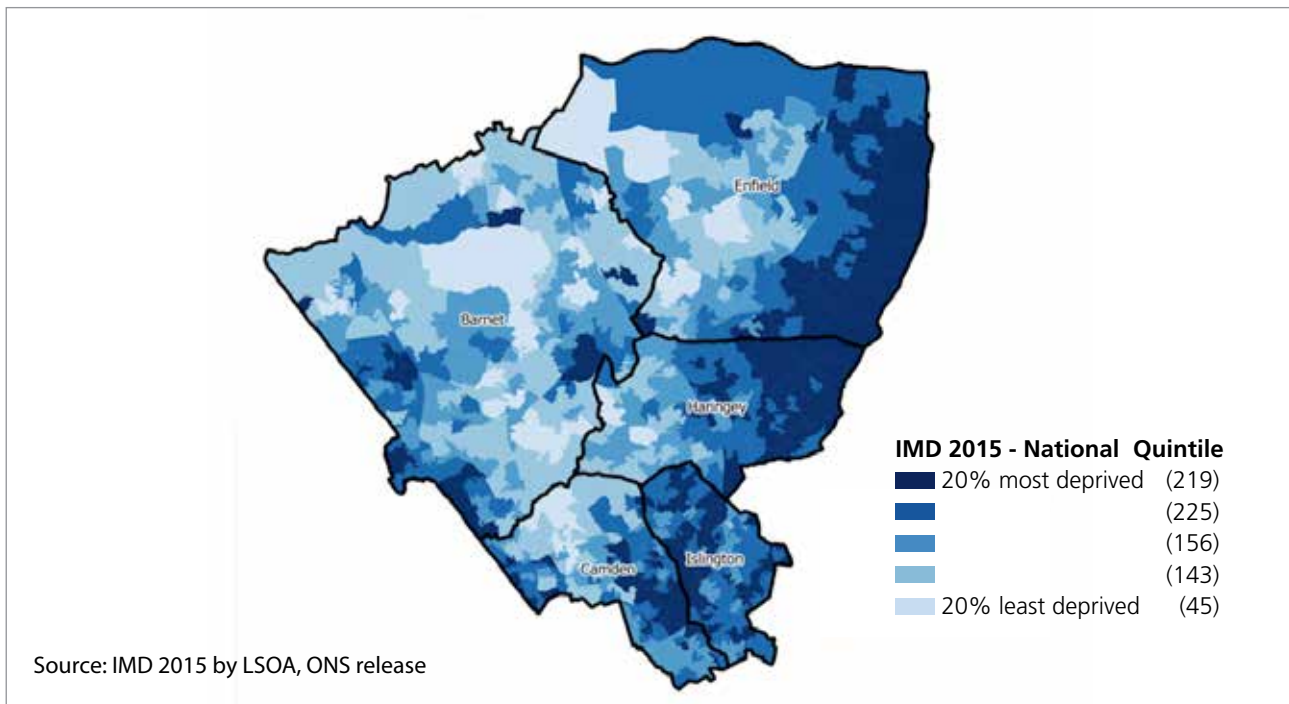 Enfield
Barnet
Haringey
IMD 2015 - National Quintile
20% most deprived (219)
(225)
(156)
(143)
20% least deprived (45)
Islington
Camden
Source: IMD 2015 by LSOA, ONS release